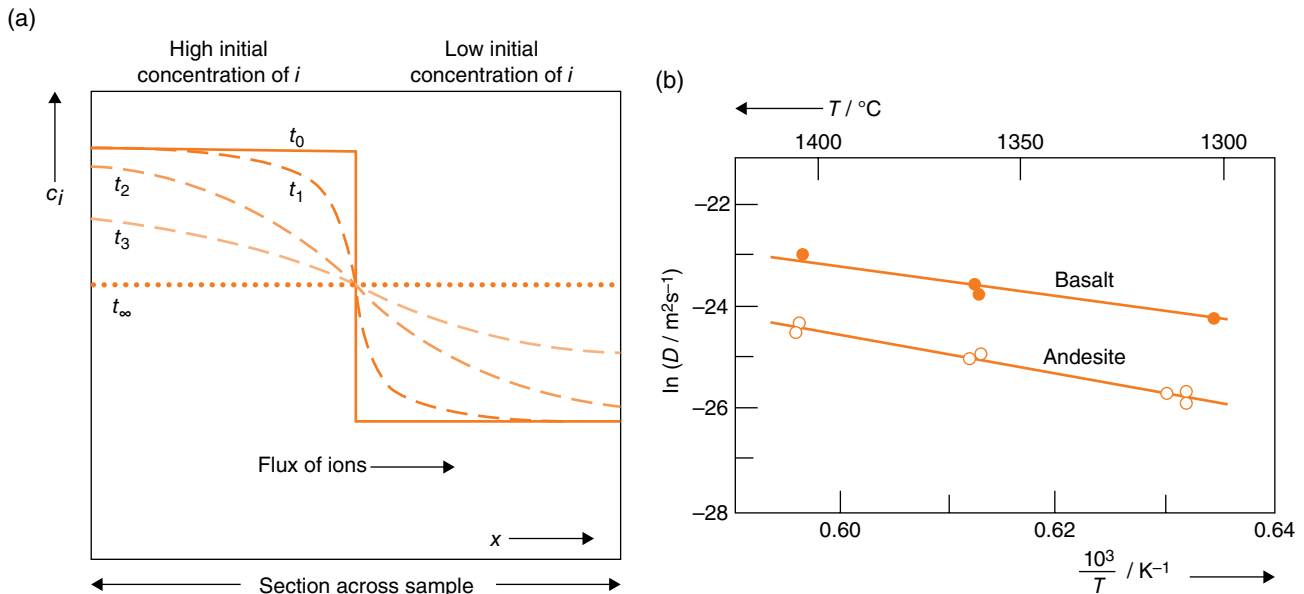 (a)
High initial
concentration of i
Low initial
concentration of i
c_i
t_0
t_1
t_2
t_3
t_∞
Flux of ions
x
Section across sample
(b)
T / °C
1400
1350
1300
ln (D / m²s⁻¹)
–22
–24
–26
–28
Basalt
Andesite
0.60
0.62
0.64
10³
T
/ K⁻¹